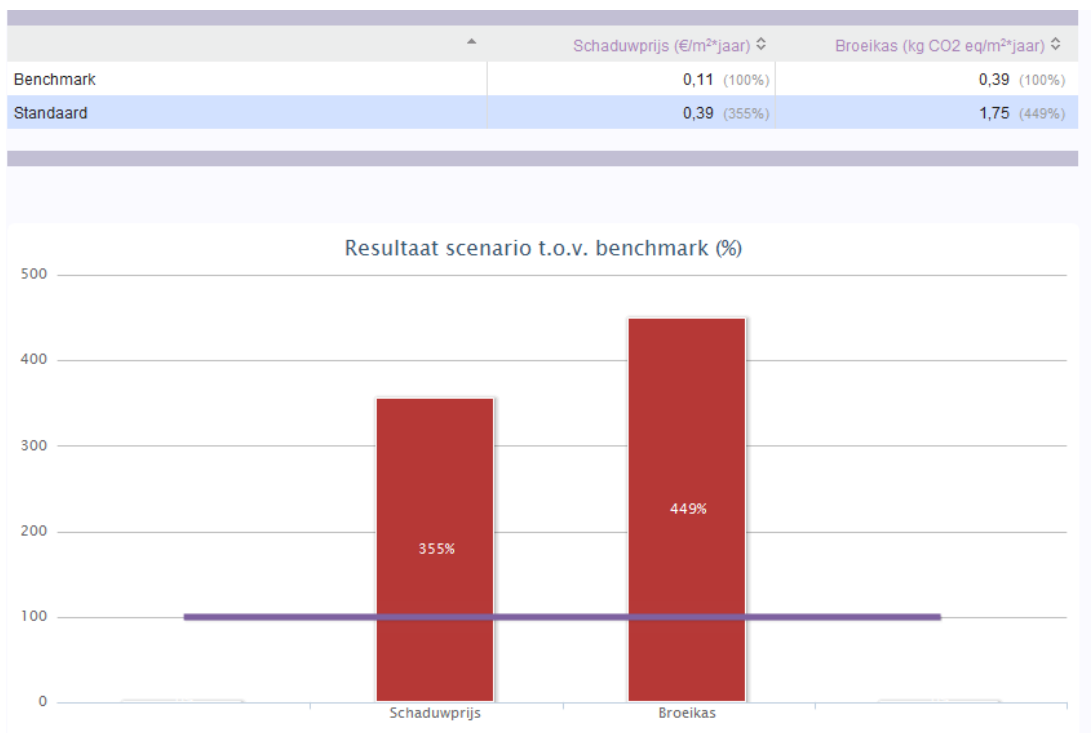 Schaduwprijs (€/m²*jaar) Broeikas (kg CO2 eq/m²*jaar)
Benchmark 0,11 (100%) 0,39 (100%)
Standaard 0,39 (355%) 1,75 (449%)
Resultaat scenario t.o.v. benchmark (%)
500
400
300
449%
200
355%
100
0
Schaduwprijs Broeikas